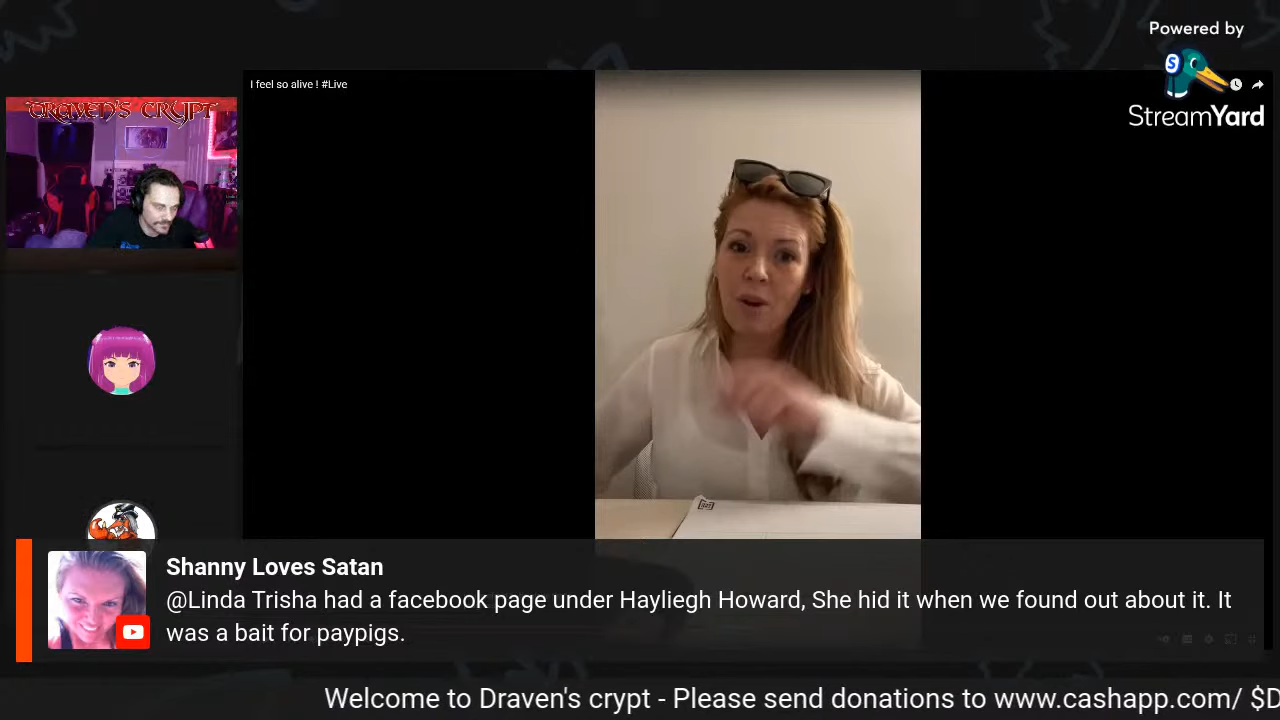 Powered by
I feel so alive ! #Live
StreamYard
DRAVEN'S CRYPT
Shanny Loves Satan
@Linda Trisha had a facebook page under Hayliegh Howard, She hid it when we found out about it. It
was a bait for paypigs.
Welcome to Draven's crypt - Please send donations to www.cashapp.com/ $D